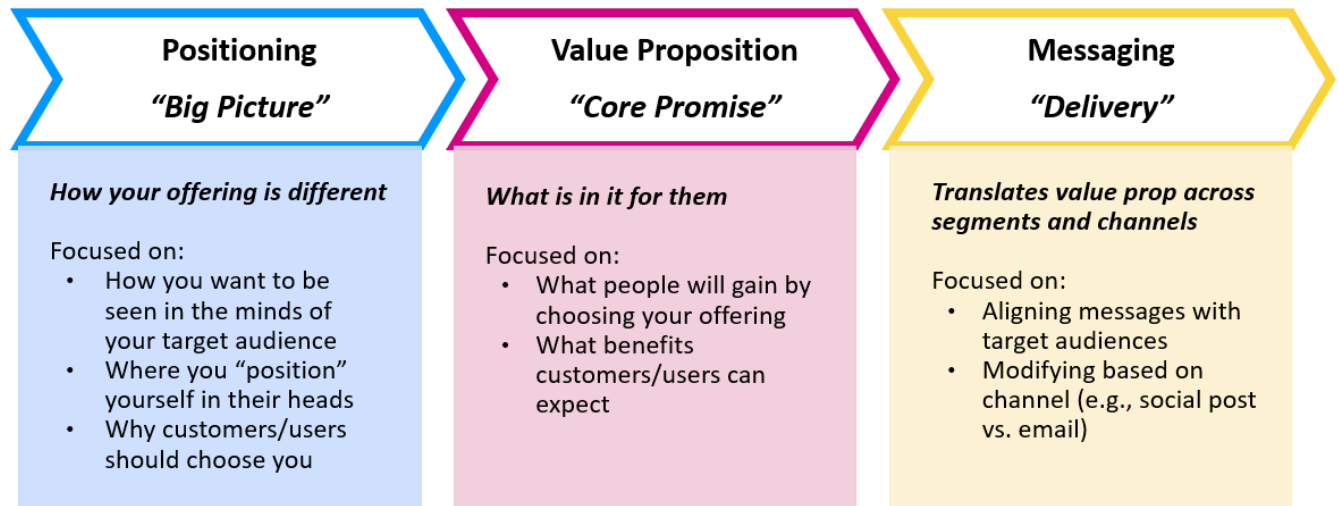 Positioning
“Big Picture”
How your offering is different
Focused on:
• How you want to be
seen in the minds of
your target audience
• Where you “position”
yourself in their heads
• Why customers/users
should choose you
Value Proposition
“Core Promise”
What is in it for them
Focused on:
• What people will gain by
choosing your offering
• What benefits
customers/users can
expect
Messaging
“Delivery”
Translates value prop across
segments and channels
Focused on:
• Aligning messages with
target audiences
• Modifying based on
channel (e.g., social post
vs. email)